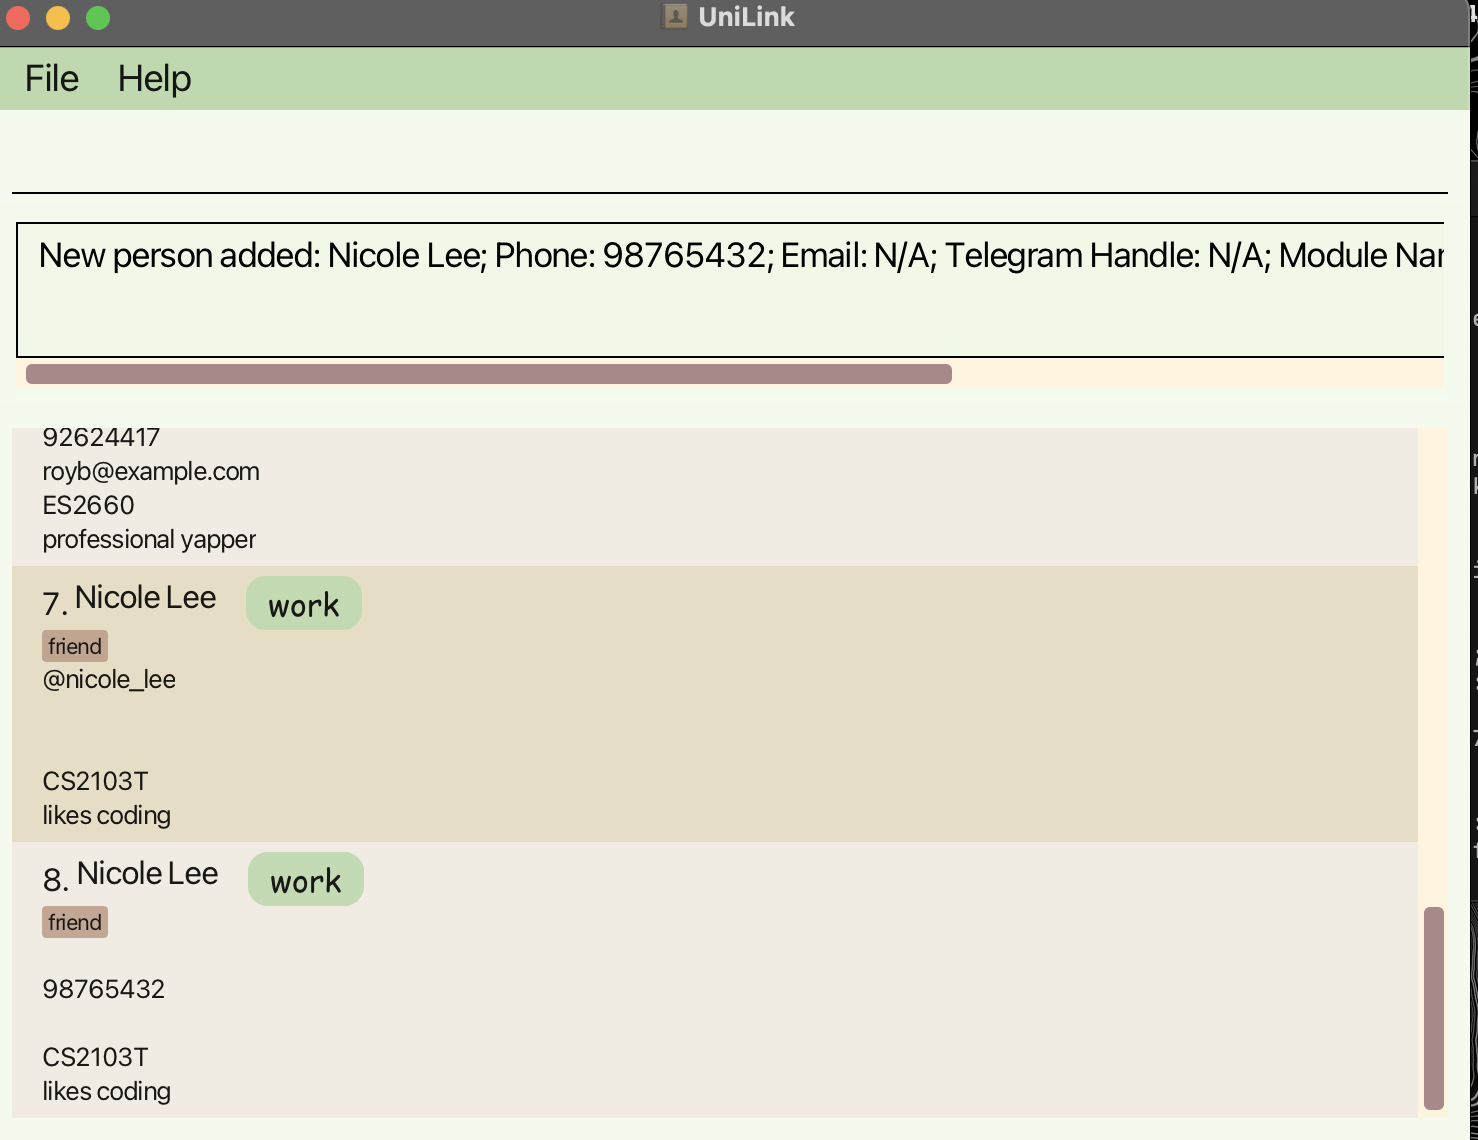 UniLink
File Help
New person added: Nicole Lee; Phone: 98765432; Email: N/A; Telegram Handle: N/A; Module
92624417
royb@example.com
ES2660
professional yapper
7. Nicole Lee work
friend
@nicole_lee
CS2103T
likes coding
8. Nicole Lee work
friend
98765432
CS2103T
likes coding